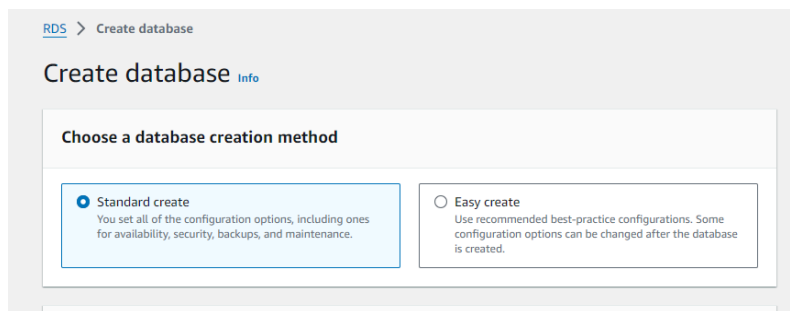 RDS > Create database
Create database Info
Choose a database creation method
Standard create
You set all of the configuration options, including ones
for availability, security, backups, and maintenance.
Easy create
Use recommended best-practice configurations. Some
configuration options can be changed after the database
is created.